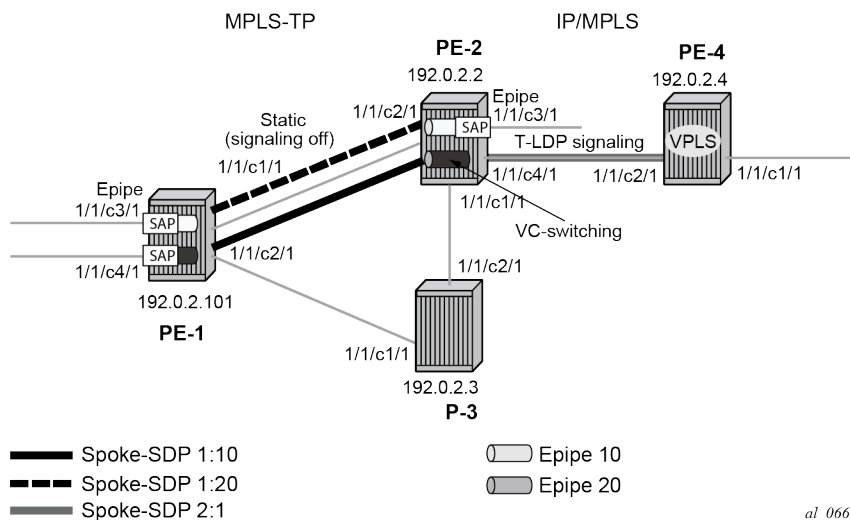 MPLS-TP
IP/MPLS
PE-2
192.0.2.2
PE-4
192.0.2.4
Static
(signaling off)
1/1/c2/1
Epipe
1/1/c3/1
SAP
T-LDP signaling
VPLS
1/1/c1/1
1/1/c4/1
1/1/c2/1
1/1/c1/1
1/1/c1/1
VC-switching
Epipe
1/1/c3/1
SAP
SAP
1/1/c4/1
1/1/c2/1
192.0.2.101
PE-1
1/1/c2/1
1/1/c1/1
192.0.2.3
P-3
Spoke-SDP 1:10
Spoke-SDP 1:20
Spoke-SDP 2:1
Epipe 10
Epipe 20
al_066